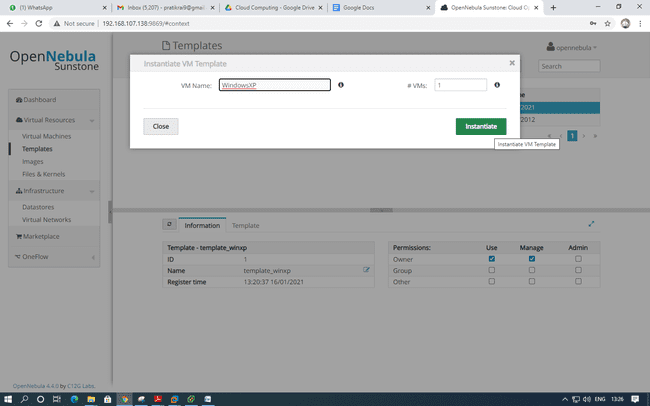 (1) WhatsApp
Inbox (5,207) - pratikrai9@gmai
Cloud Computing - Google Drive
Google Docs
OpenNebula Sunstone: Cloud Op
Not secure
192.168.107.138:9869/#context
OpenNebula
Sunstone
Templates
opennebula
Search
Dashboard
Virtual Resources
Virtual Machines
Templates
Images
Files & Kernels
Infrastructure
Datastores
Virtual Networks
Marketplace
OneFlow
Instantiate VM Template
VM Name:
WindowsXP
# VMs:
1
Close
Instantiate
Instantiate VM Template
2021
2012
1
Information
Template
Template - template_winxp
ID
1
Name
template_winxp
Register time
13:20:37 16/01/2021
Permissions:
Use
Manage
Admin
Owner
Group
Other
OpenNebula 4.4.0 by C12G Labs.
ENG
13:26